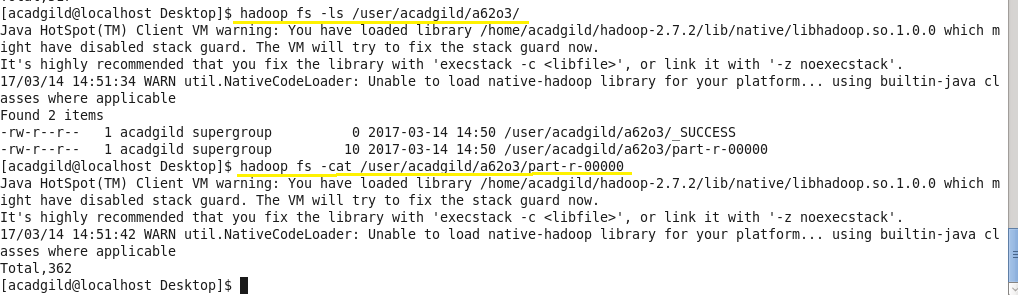 [acadgild@localhost Desktop]$ hadoop fs -ls /user/acadgild/a62o3/
Java HotSpot(TM) Client VM warning: You have loaded library /home/acadgild/hadoop-2.7.2/lib/native/libhadoop.so.1.0.0 which m
ight have disabled stack guard. The VM will try to fix the stack guard now.
It's highly recommended that you fix the library with 'execstack -c <libfile>', or link it with '-z noexecstack'.
17/03/14 14:51:34 WARN util.NativeCodeLoader: Unable to load native-hadoop library for your platform... using builtin-java cl
asses where applicable
Found 2 items
-rw-r--r--   1 acadgild supergroup          0 2017-03-14 14:50 /user/acadgild/a62o3/_SUCCESS
-rw-r--r--   1 acadgild supergroup         10 2017-03-14 14:50 /user/acadgild/a62o3/part-r-00000
[acadgild@localhost Desktop]$ hadoop fs -cat /user/acadgild/a62o3/part-r-00000
Java HotSpot(TM) Client VM warning: You have loaded library /home/acadgild/hadoop-2.7.2/lib/native/libhadoop.so.1.0.0 which m
ight have disabled stack guard. The VM will try to fix the stack guard now.
It's highly recommended that you fix the library with 'execstack -c <libfile>', or link it with '-z noexecstack'.
17/03/14 14:51:42 WARN util.NativeCodeLoader: Unable to load native-hadoop library for your platform... using builtin-java cl
asses where applicable
Total,362
[acadgild@localhost Desktop]$